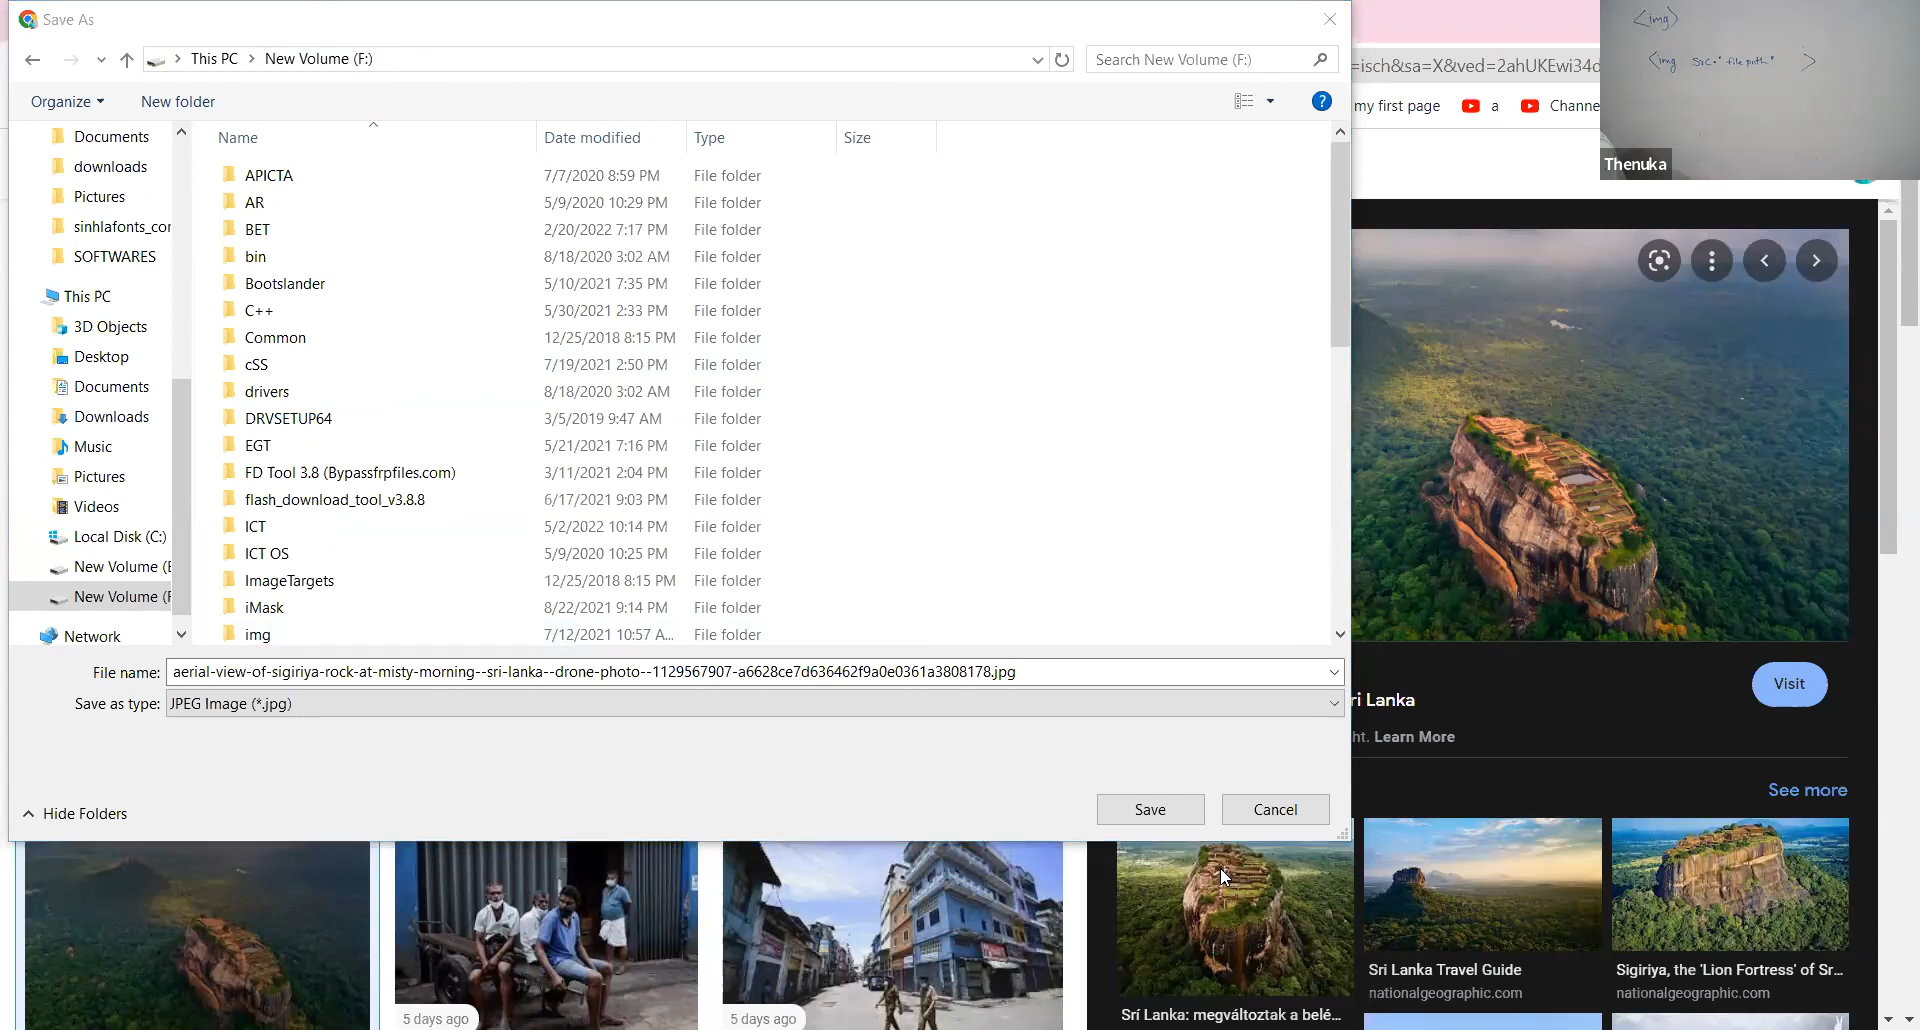 Save As
This PC > New Volume (F:)
Search New Volume (F:)
=isch&sa=X&ved=2ahUKEwi34d
<img>
<img src="filepath" >
Thenuka
Organize
New folder
?
my first page
a
Channe
Name
Date modified
Type
Size
Documents
downloads
Pictures
sinhlafonts_cor
SOFTWARES
This PC
3D Objects
Desktop
Documents
Downloads
Music
Pictures
Videos
Local Disk (C:)
New Volume (E
New Volume (F
Network
APICTA 7/7/2020 8:59 PM File folder
AR 5/9/2020 10:29 PM File folder
BET 2/20/2022 7:17 PM File folder
bin 8/18/2020 3:02 AM File folder
Bootslander 5/10/2021 7:35 PM File folder
C++ 5/30/2021 2:33 PM File folder
Common 12/25/2018 8:15 PM File folder
cSS 7/19/2021 2:50 PM File folder
drivers 8/18/2020 3:02 AM File folder
DRVSETUP64 3/5/2019 9:47 AM File folder
EGT 5/21/2021 7:16 PM File folder
FD Tool 3.8 (Bypassfrpfiles.com) 3/11/2021 2:04 PM File folder
flash_download_tool_v3.8.8 6/17/2021 9:03 PM File folder
ICT 5/2/2022 10:14 PM File folder
ICT OS 5/9/2020 10:25 PM File folder
ImageTargets 12/25/2018 8:15 PM File folder
iMask 8/22/2021 9:14 PM File folder
img 7/12/2021 10:57 A... File folder
File name: aerial-view-of-sigiriya-rock-at-misty-morning--sri-lanka--drone-photo--1129567907-a6628ce7d636462f9a0e0361a3808178.jpg
Save as type: JPEG Image (*.jpg)
Hide Folders
Save
Cancel
ri Lanka
Visit
ht. Learn More
See more
5 days ago
5 days ago
Srí Lanka: megváltoztak a belé...
Sri Lanka Travel Guide
nationalgeographic.com
Sigiriya, the 'Lion Fortress' of Sr...
nationalgeographic.com